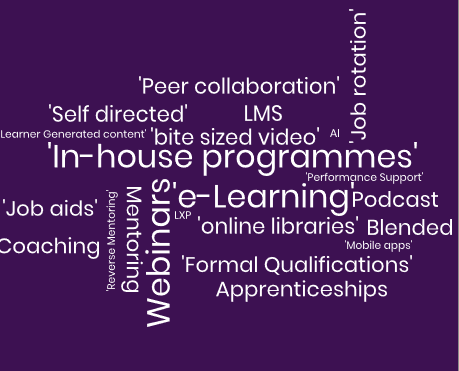 'Job rotation'
'Peer collaboration'
'Self directed'
LMS
Learner Generated content'
'bite sized video'
AI
'In-house programmes'
'Performance Support'
'e-Learning'
Podcast
'Job aids'
'Reverse Mentoring'
Mentoring
Webinars
LXP
'online libraries'
Blended
Coaching
'Mobile apps'
'Formal Qualifications'
Apprenticeships